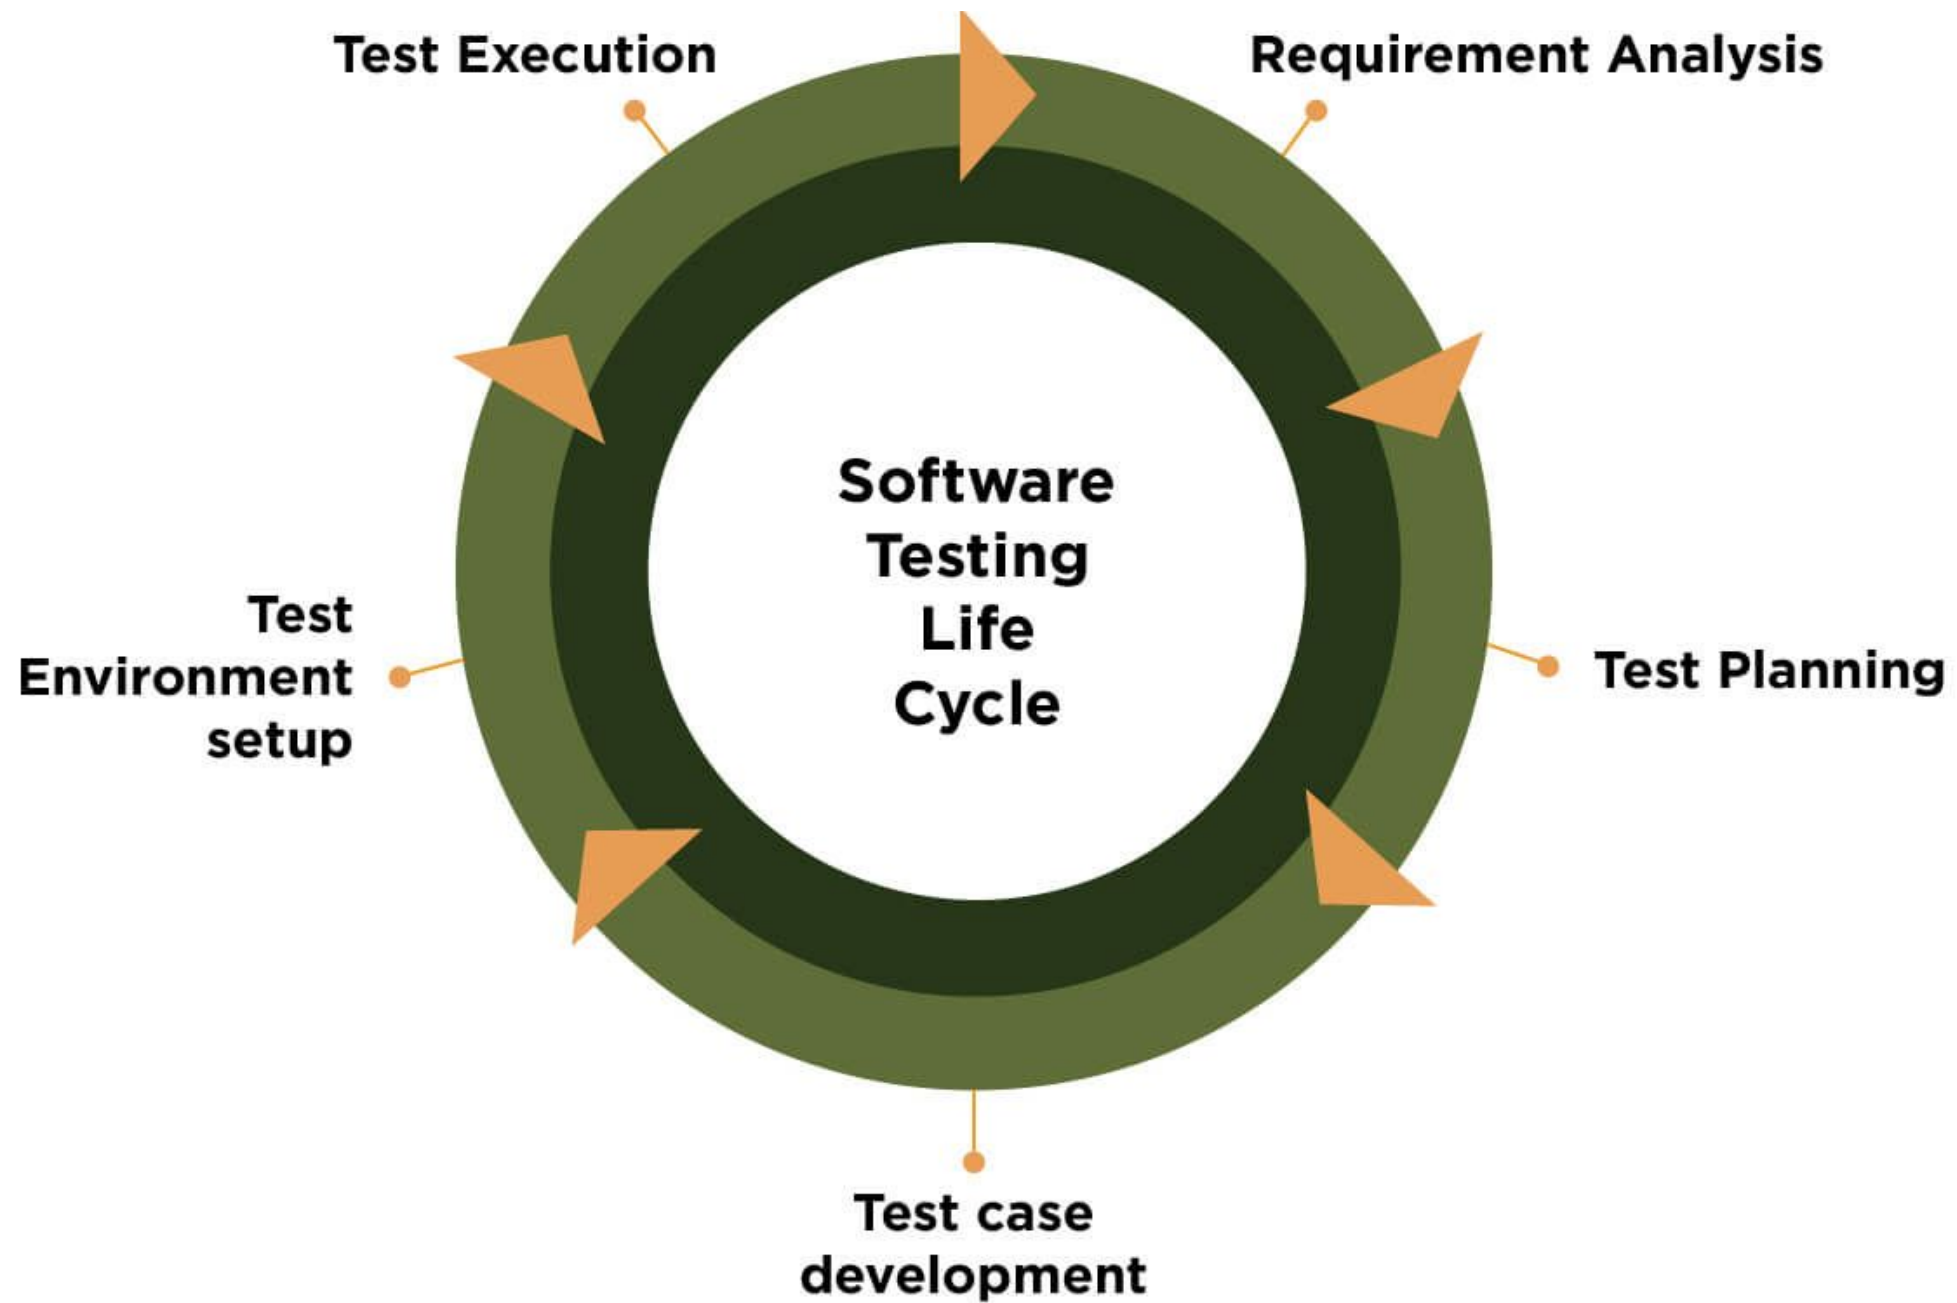 Test Execution
Requirement Analysis
Software
Testing
Life
Cycle
Test
Environment
setup
Test Planning
Test case
development